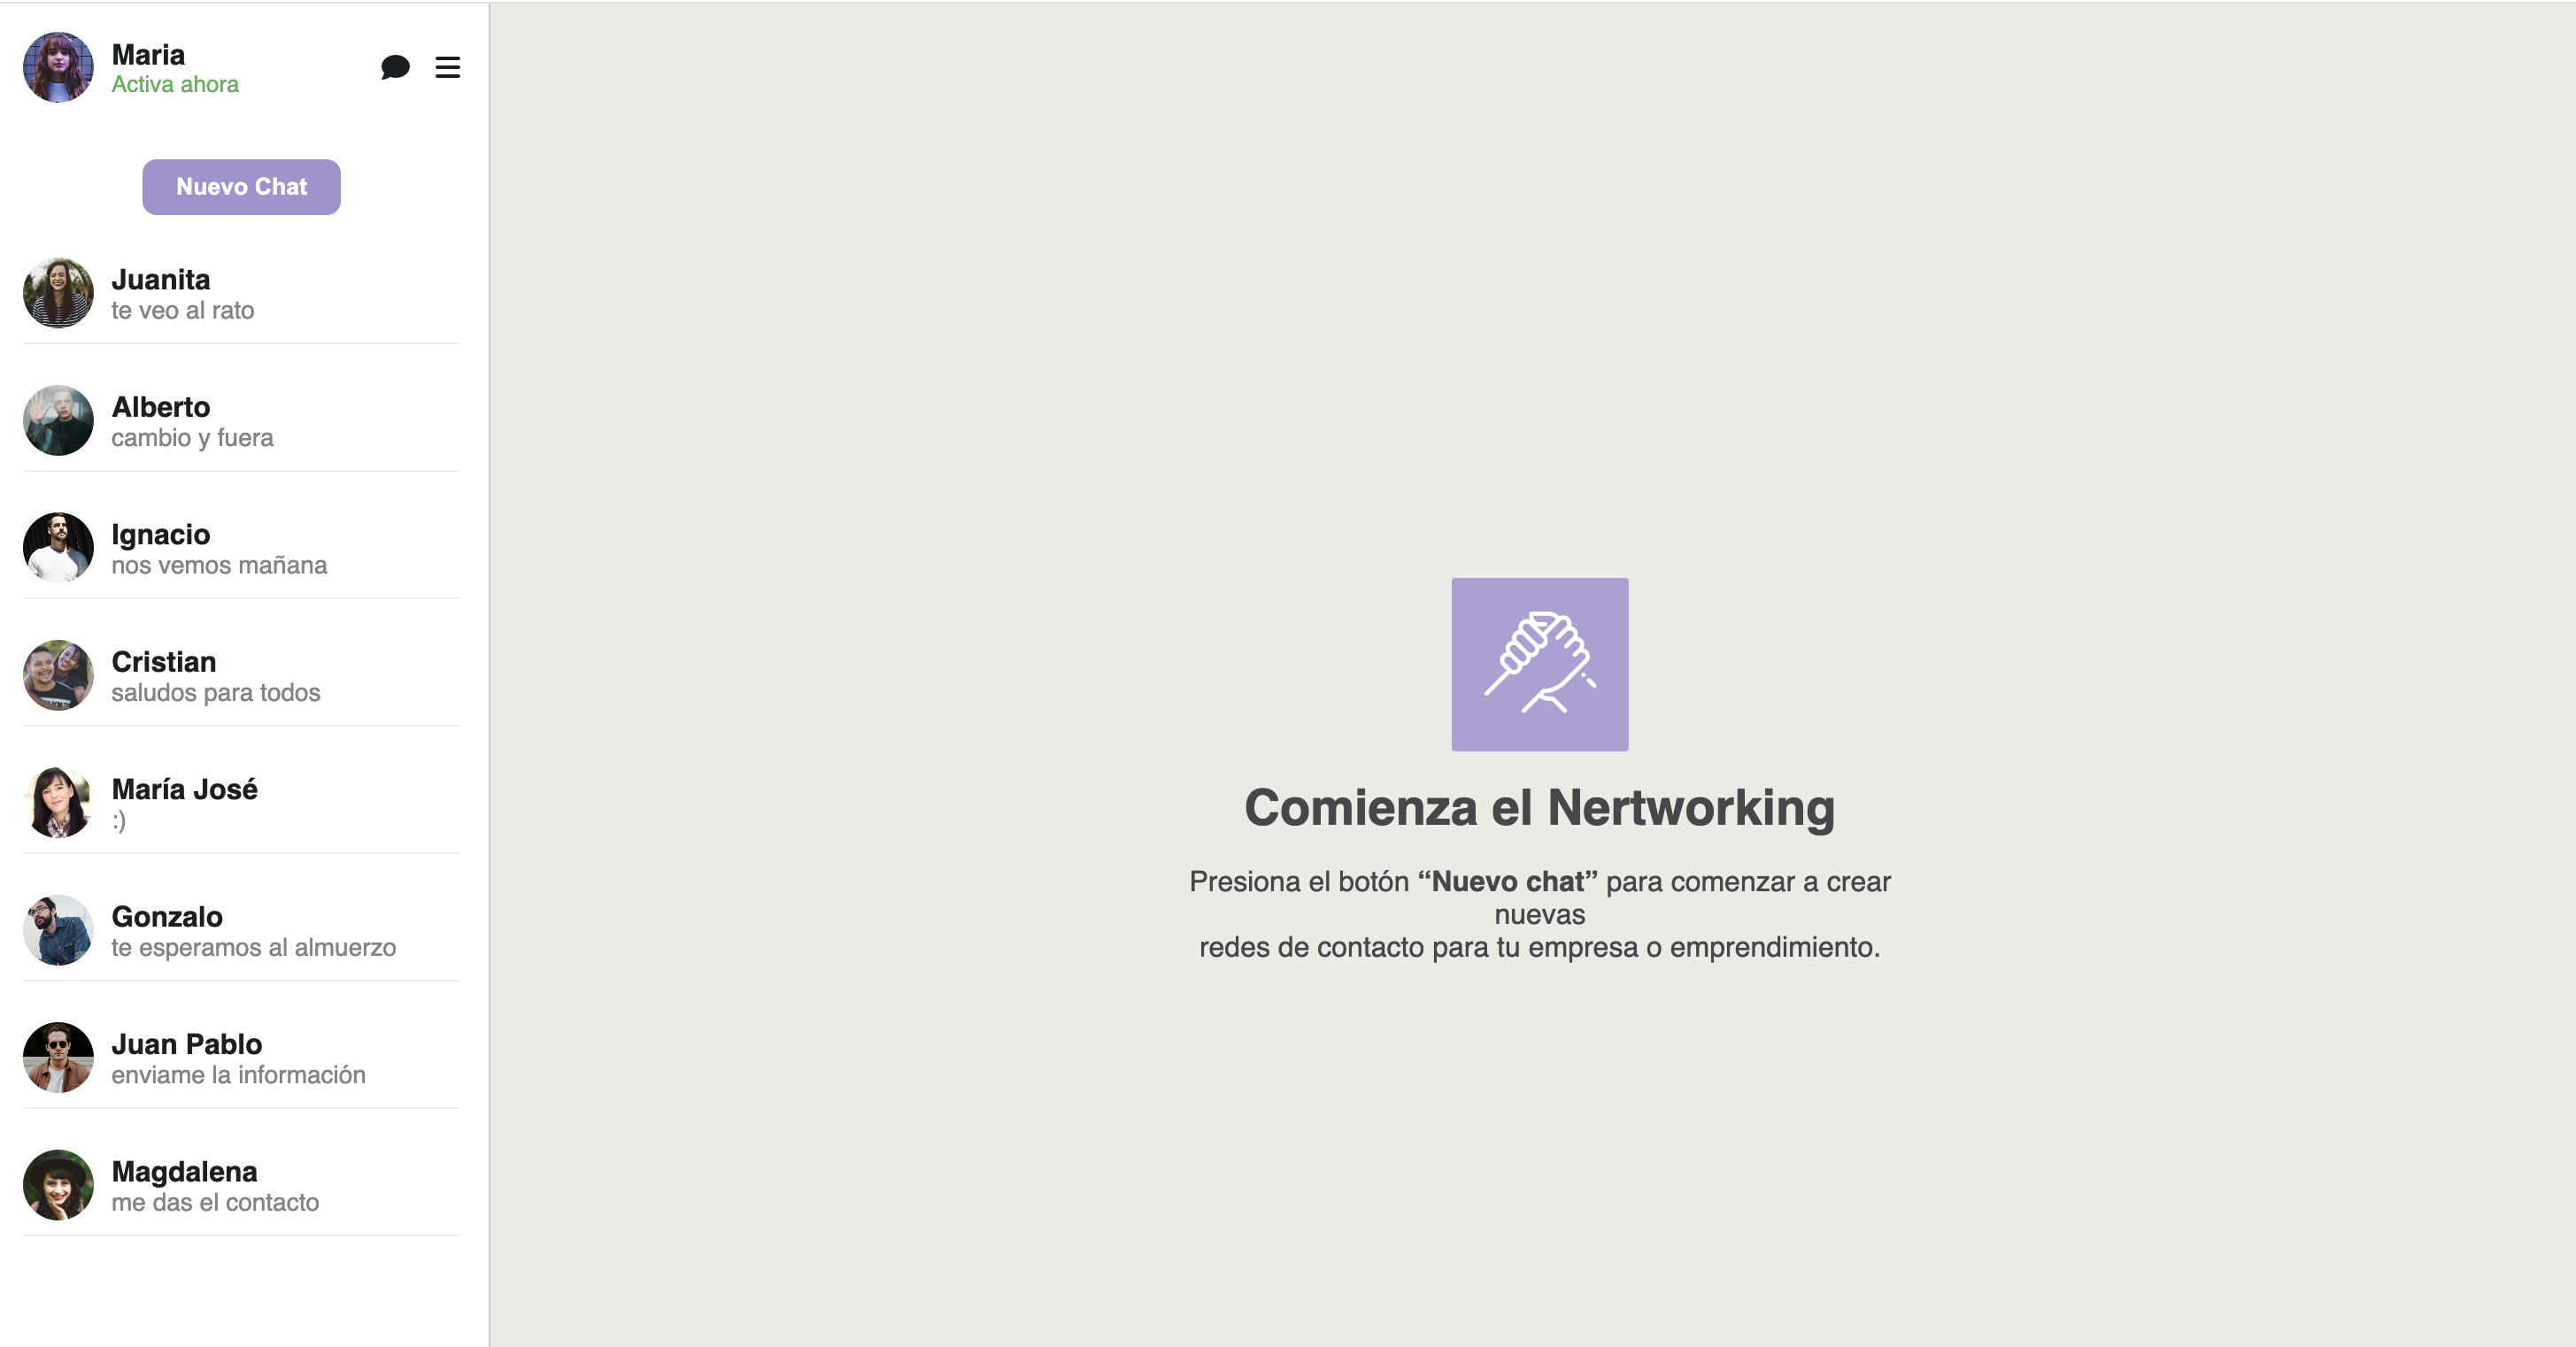 Maria
Activa ahora
Nuevo Chat
Juanita
te veo al rato
Alberto
cambio y fuera
Ignacio
nos vemos mañana
Cristian
saludos para todos
María José
:)
Gonzalo
te esperamos al almuerzo
Juan Pablo
enviame la información
Magdalena
me das el contacto
Comienza el Nertworking
Presiona el botón “Nuevo chat” para comenzar a crear
nuevas
redes de contacto para tu empresa o emprendimiento.